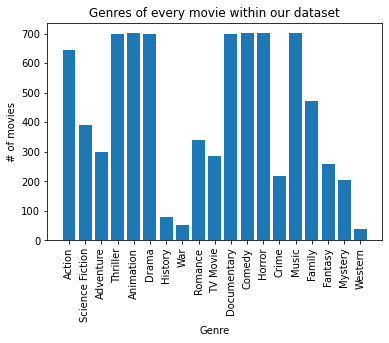 Genres of every movie within our dataset
# of movies
700
600
500
400
300
200
100
0
Action
Science Fiction
Adventure
Thriller
Animation
Drama
History
War
Romance
TV Movie
Documentary
Comedy
Horror
Crime
Music
Family
Fantasy
Mystery
Western
Genre